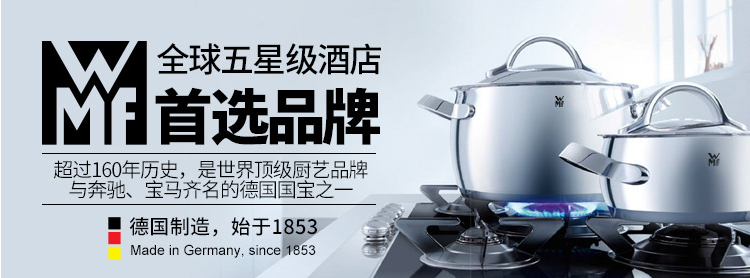 WMF
全球五星级酒店
首选品牌
超过160年历史，是世界顶级厨艺品牌
与奔驰、宝马齐名的德国国宝之一
德国制造，始于1853
Made in Germany, since 1853
WMF
WMF